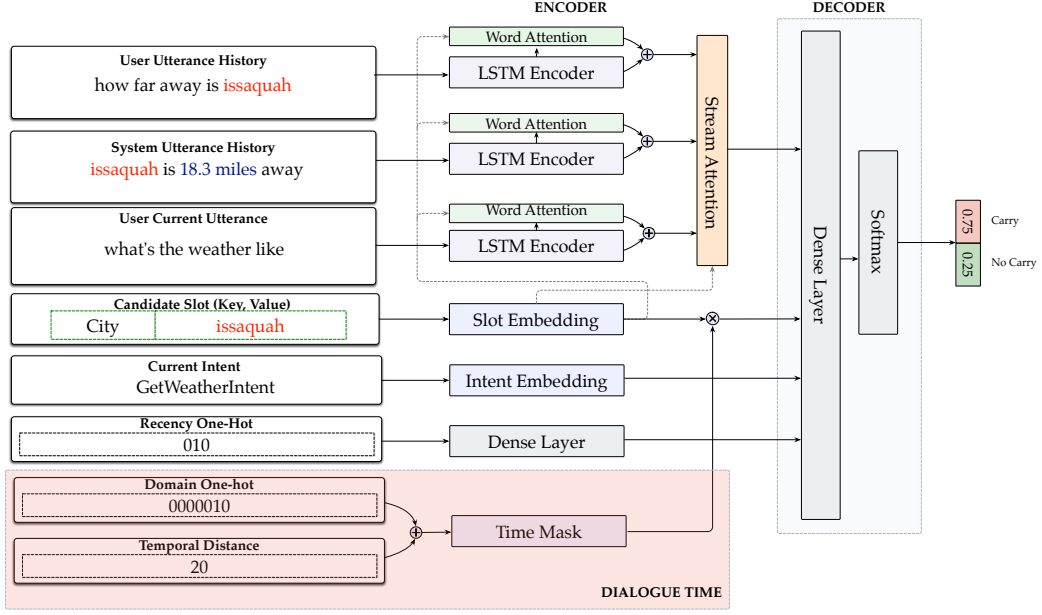 ENCODER
DECODER
User Utterance History
how far away is issaquah
Word Attention
LSTM Encoder
System Utterance History
issaquah is 18.3 miles away
Word Attention
LSTM Encoder
User Current Utterance
what's the weather like
Word Attention
LSTM Encoder
Stream Attention
Candidate Slot (Key, Value)
City
issaquah
Slot Embedding
Current Intent
GetWeatherIntent
Intent Embedding
Recency One-Hot
010
Dense Layer
Domain One-hot
0000010
Temporal Distance
20
Time Mask
DIALOGUE TIME
Dense Layer
Softmax
0.75
Carry
0.25
No Carry